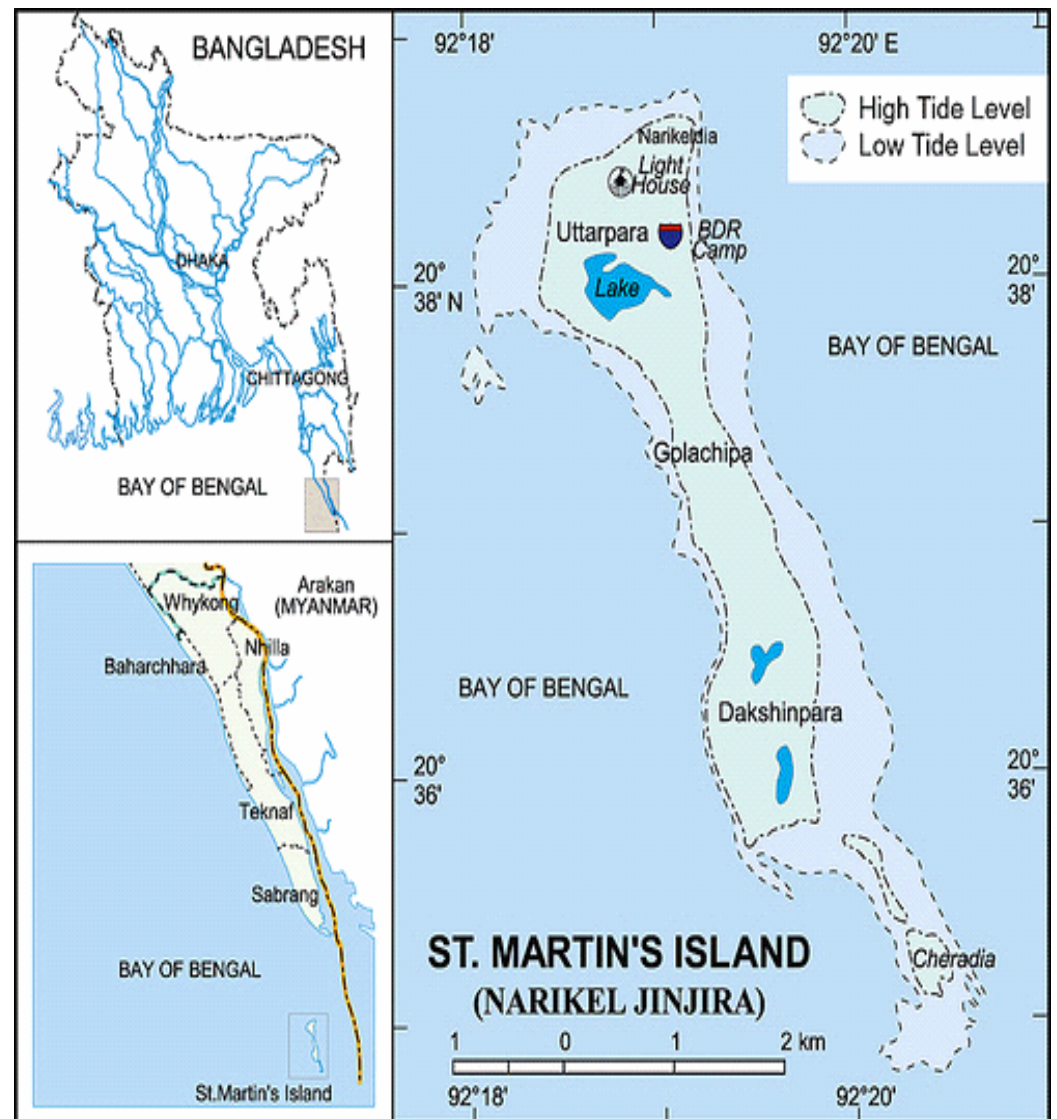 BANGLADESH
DHAKA
CHITTAGONG
BAY OF BENGAL
Whykong
Arakan
(MYANMAR)
Nhilla
Baharchhara
Teknaf
Sabrang
BAY OF BENGAL
St.Martin's Island
92°18'
92°20' E
High Tide Level
Low Tide Level
Narikeldia
Light
House
Uttarpara
BDR
Camp
20°
38' N
Lake
20°
38'
BAY OF BENGAL
Golachipa
BAY OF BENGAL
Dakshinpara
20°
36'
20°
36'
Cheradia
ST. MARTIN'S ISLAND
(NARIKEL JINJIRA)
1 0 1 2 km
92°18'
92°20'